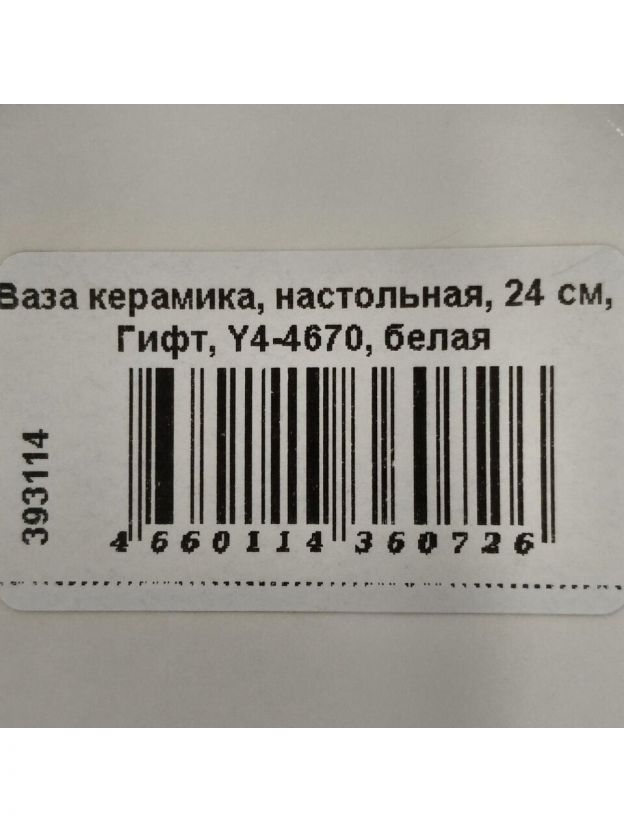 Ваза керамика, настольная, 24 см,
Гифт, Y4-4670, белая
393114
4 660114 360726